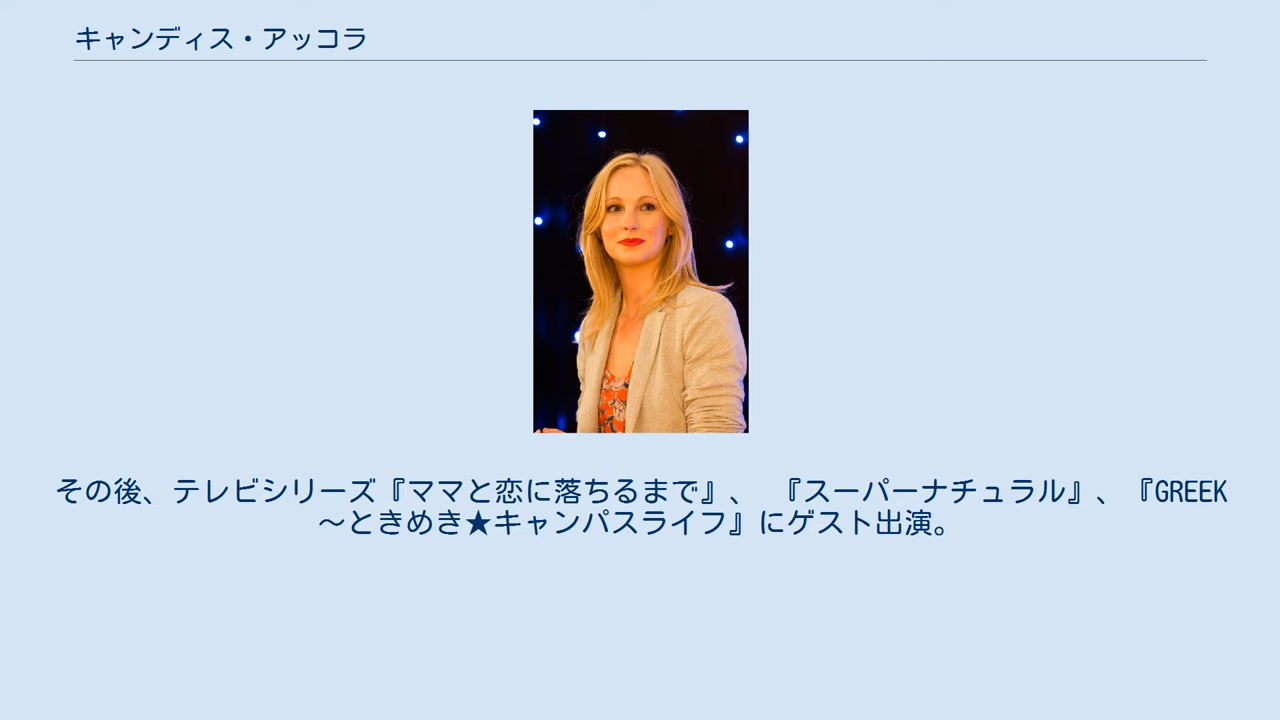 キャンディス・アッコラ
その後、テレビシリーズ『ママと恋に落ちるまで』、 『スーパーナチュラル』、『GREEK
～ときめき★キャンパスライフ』にゲスト出演。